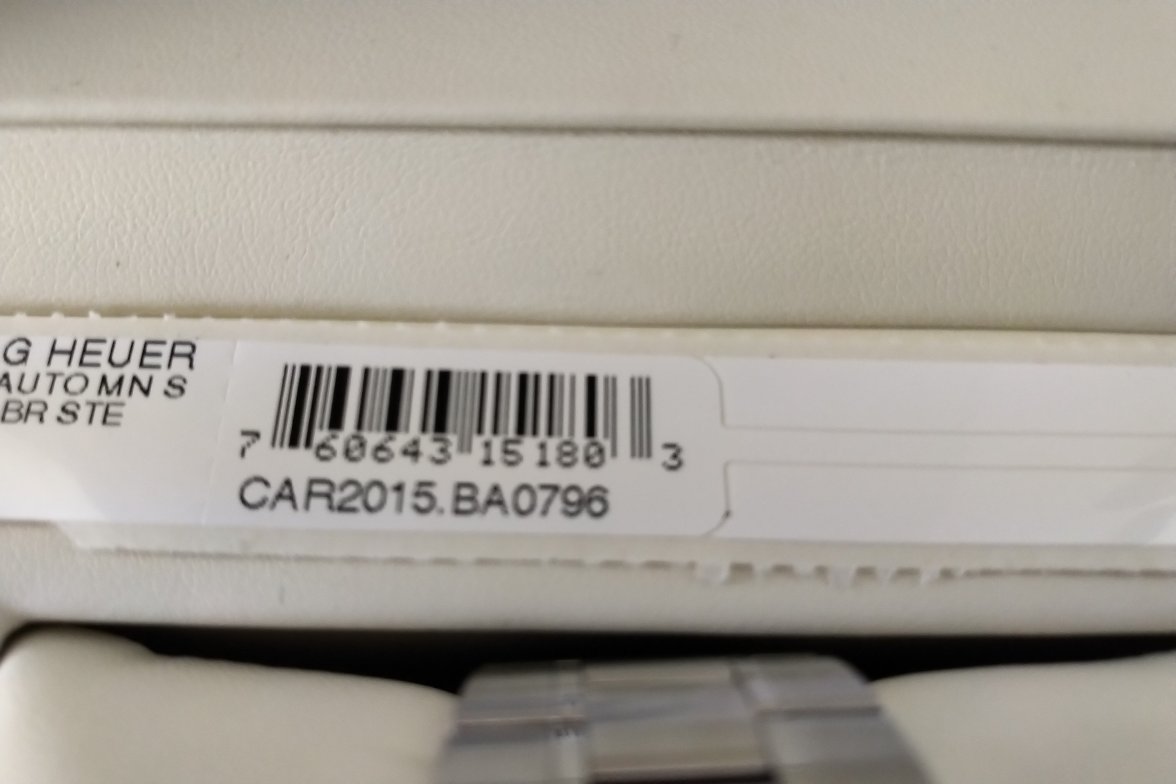 G HEUER
AUTO MN S
BR STE
7 60643 15180 3
CAR2015.BA0796